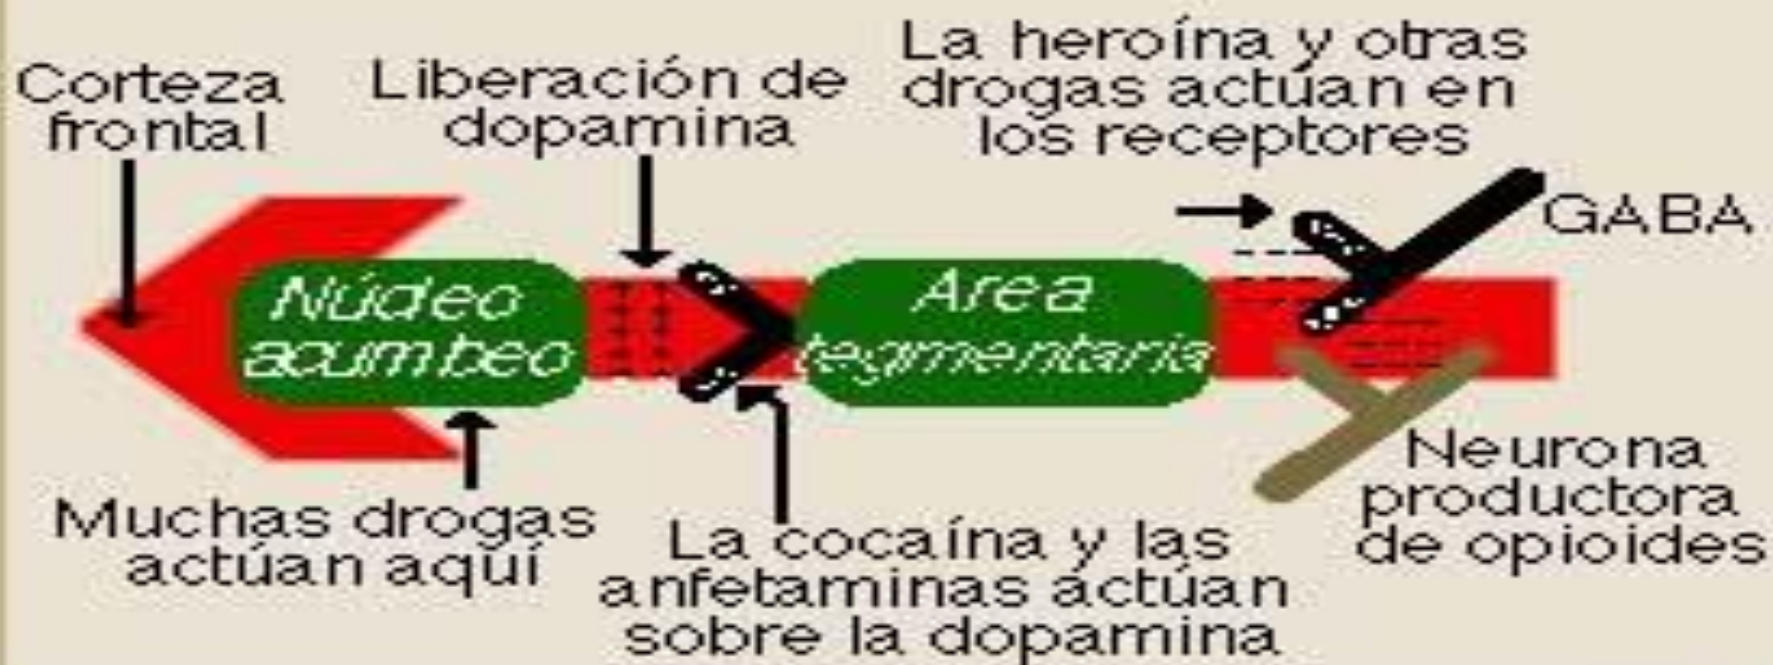 Corteza
frontal
Liberación de
dopamina
La heroína y otras
drogas actúan en
los receptores
GABA
Núcleo
acumbeo
Area
tegmentaria
Neurona
productora
de opioides
Muchas drogas
actúan aquí
La cocaína y las
anfetaminas actúan
sobre la dopamina